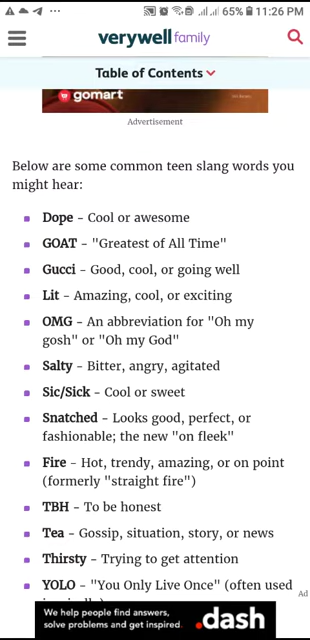 65% 11:26 PM
verywell family
Table of Contents
gomart
Advertisement
Below are some common teen slang words you
might hear:
Dope - Cool or awesome
GOAT - "Greatest of All Time"
Gucci - Good, cool, or going well
Lit - Amazing, cool, or exciting
OMG - An abbreviation for "Oh my
gosh" or "Oh my God"
Salty - Bitter, angry, agitated
Sic/Sick - Cool or sweet
Snatched - Looks good, perfect, or
fashionable; the new "on fleek"
Fire - Hot, trendy, amazing, or on point
(formerly "straight fire")
TBH - To be honest
Tea - Gossip, situation, story, or news
Thirsty - Trying to get attention
YOLO - "You Only Live Once" (often used
Ad
We help people find answers,
solve problems and get inspired.
.dash